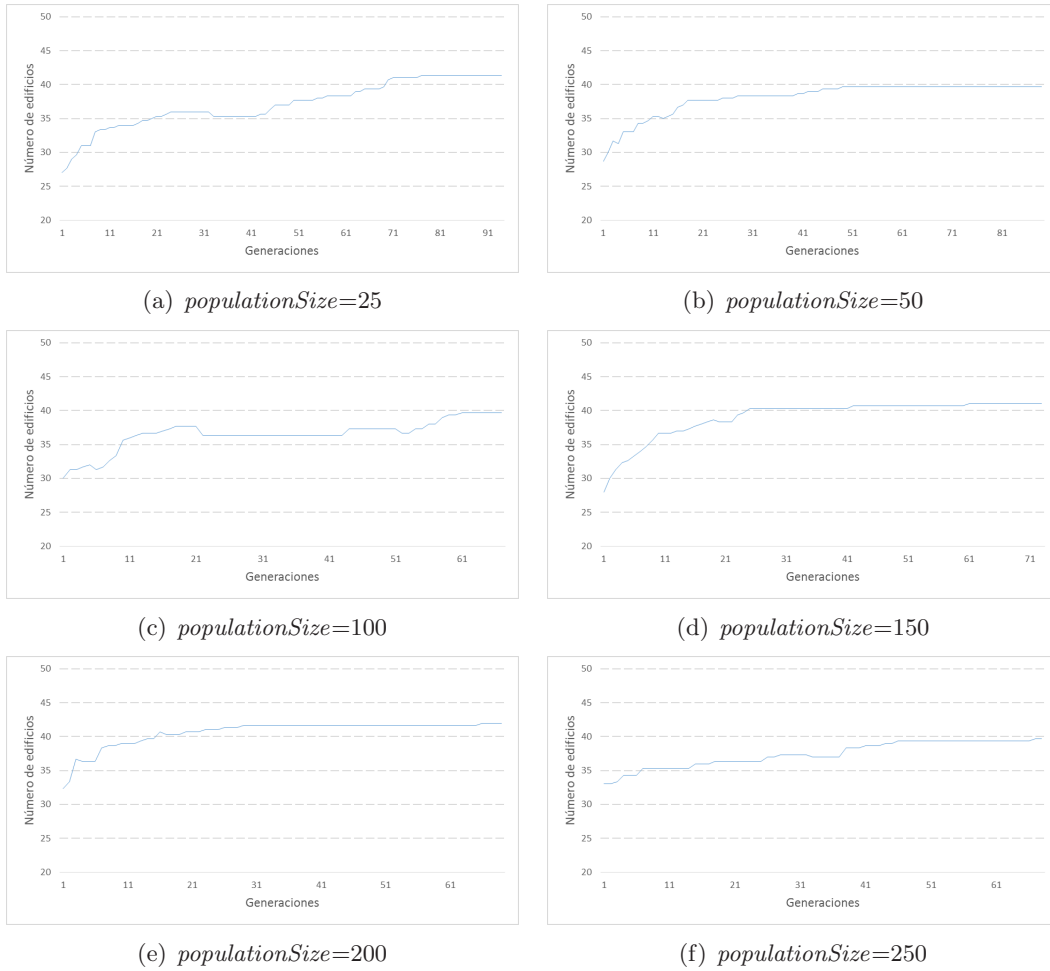 50
45
40
35
30
25
20
Número de edificios
1 11 21 31 41 51 61 71 81 91
Generaciones
(a) populationSize=25
50
45
40
35
30
25
20
Número de edificios
1 11 21 31 41 51 61 71 81
Generaciones
(b) populationSize=50
50
45
40
35
30
25
20
Número de edificios
1 11 21 31 41 51 61
Generaciones
(c) populationSize=100
50
45
40
35
30
25
20
Número de edificios
1 11 21 31 41 51 61 71
Generaciones
(d) populationSize=150
50
45
40
35
30
25
20
Número de edificios
1 11 21 31 41 51 61
Generaciones
(e) populationSize=200
50
45
40
35
30
25
20
Número de edificios
1 11 21 31 41 51 61
Generaciones
(f) populationSize=250